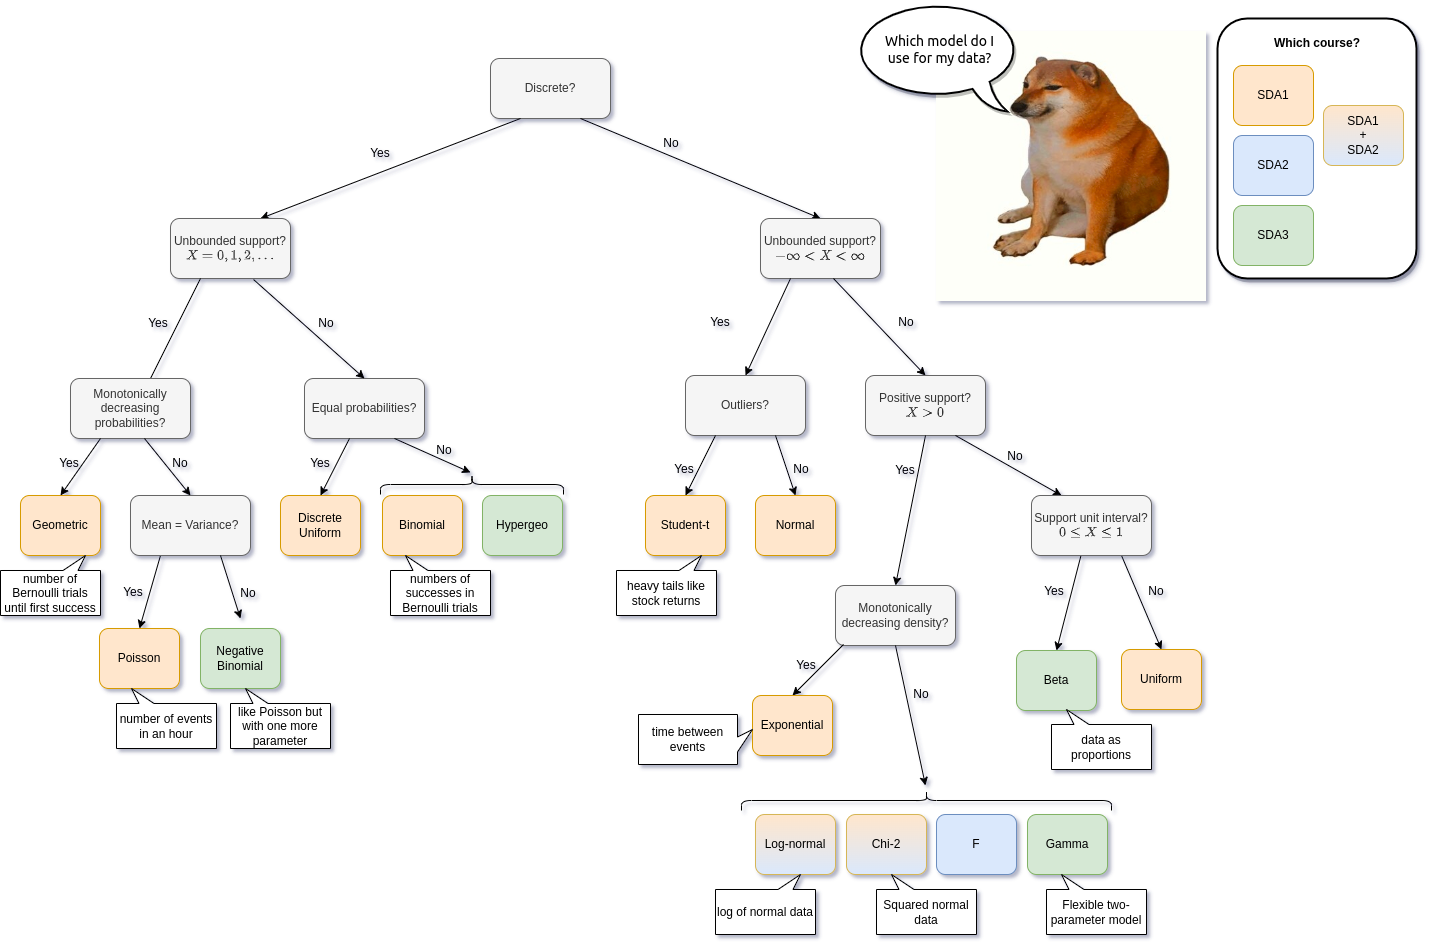 Which model do I
use for my data?
Which course?
SDA1
SDA1
+
SDA2
SDA2
SDA3
Discrete?
Yes
No
Unbounded support?
X = 0, 1, 2, . . .
Unbounded support?
−∞ < X < ∞
Yes
No
Yes
No
Monotonically
decreasing
probabilities?
Equal probabilities?
Outliers?
Positive support?
X > 0
Yes
No
Yes
No
Yes
No
Yes
No
Geometric
Mean = Variance?
Discrete
Uniform
Binomial
Hypergeo
Student-t
Normal
Support unit interval?
0 ≤ X ≤ 1
number of
Bernoulli trials
until first success
numbers of
successes in
Bernoulli trials
heavy tails like
stock returns
Yes
No
Monotonically
decreasing density?
Yes
No
Poisson
Negative
Binomial
Yes
No
Beta
Uniform
number of events
in an hour
like Poisson but
with one more
parameter
time between
events
Exponential
data as
proportions
Log-normal
Chi-2
F
Gamma
log of normal data
Squared normal
data
Flexible two-
parameter model